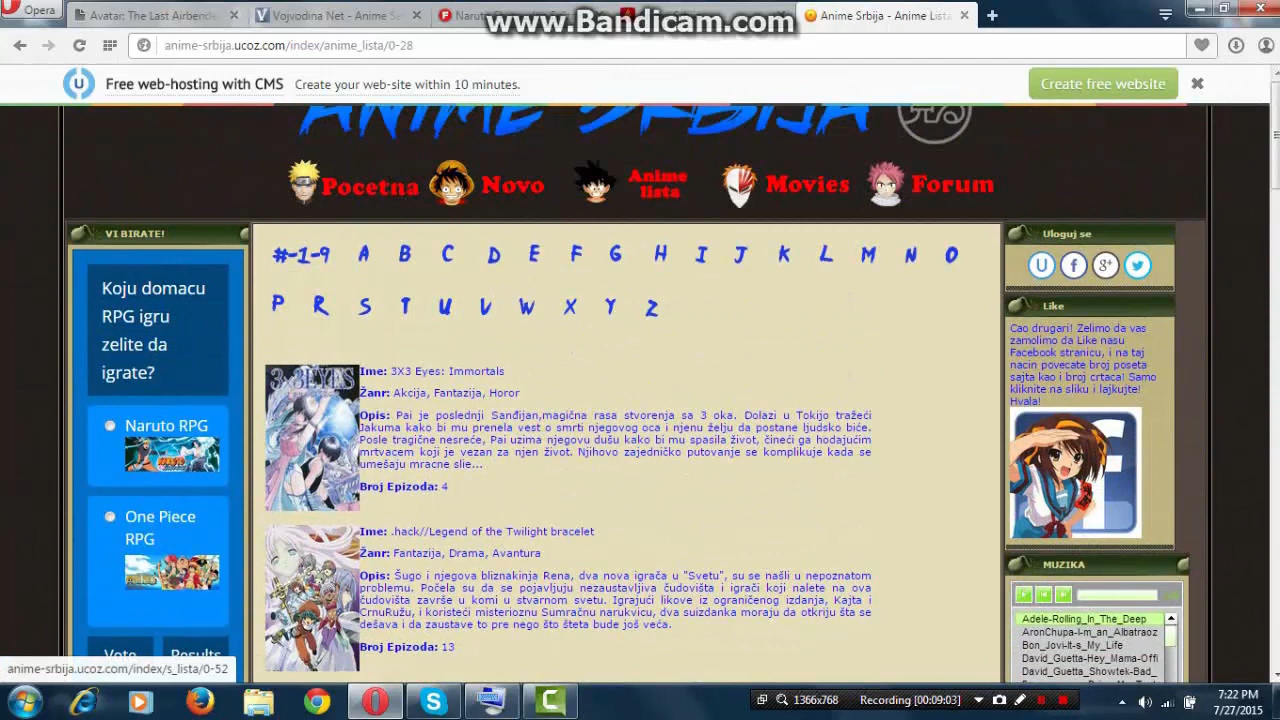 Opera
Avatar: The Last Airbende
Vojvodina Net - Anime S
Naruto Sh
Anime Srbija - Anime Lista
www.Bandicam.com
anime-srbija.ucoz.com/index/anime_lista/0-28
Free web-hosting with CMS
Create your web-site within 10 minutes.
Create free website
ANIME SRBIJA
Pocetna
Novo
Anime
lista
Movies
Forum
VI BIRATE!
Koju domacu
RPG igru
zelite da
igrate?
Naruto RPG
One Piece
RPG
Vote
Results
#-1-9 A B C D E F G H I J K L M N O
P R S T U V W X Y Z
3X3 EYES
Ime: 3X3 Eyes: Immortals
Žanr: Akcija, Fantazija, Horor
Opis: Pai je poslednji Sanđijan,magična rasa stvorenja sa 3 oka. Dolazi u Tokijo tražeći
Jakuma kako bi mu prenela vest o smrti njegovog oca i njenu želju da postane ljudsko biće.
Posle tragične nesreće, Pai uzima njegovu dušu kako bi mu spasila život, čineći ga hodajućim
mrtvacem koji je vezan za njen život. Njihovo zajedničko putovanje se komplikuje kada se
umešaju mracne slie...
Broj Epizoda: 4
Ime: .hack//Legend of the Twilight bracelet
Žanr: Fantazija, Drama, Avantura
Opis: Šugo i njegova bliznakinja Rena, dva nova igrača u "Svetu", su se našli u nepoznatom
problemu. Počela su da se pojavljuju nezaustavljiva čudovišta i igrači koji nalete na ova
čudovišta završe u komi u stvarnom svetu. Igrajući likove iz ograničenog izdanja, Kajta i
CrnuRužu, i koristeći misterioznu Sumračnu narukvicu, dva suizdanka moraju da otkriju šta se
dešava i da zaustave to pre nego što šteta bude još veća.
Broj Epizoda: 13
Uloguj se
Like
Cao drugari! Zelimo da vas
zamolimo da Like nasu
Facebook stranicu, i na taj
nacin povecate broj poseta
sajta kao i broj crtaca! Samo
kliknite na sliku i lajkujte!
Hvala!
MUZIKA
Adele-Rolling_In_The_Deep
AronChupa-I-m_an_Albatraoz
Bon_Jovi-It-s_My_Life
David_Guetta-Hey_Mama-Offi
David_Guetta_Showtek-Bad_
anime-srbija.ucoz.com/index/s_lista/0-52
1366x768
Recording [00:09:03]
7:22 PM
7/27/2015